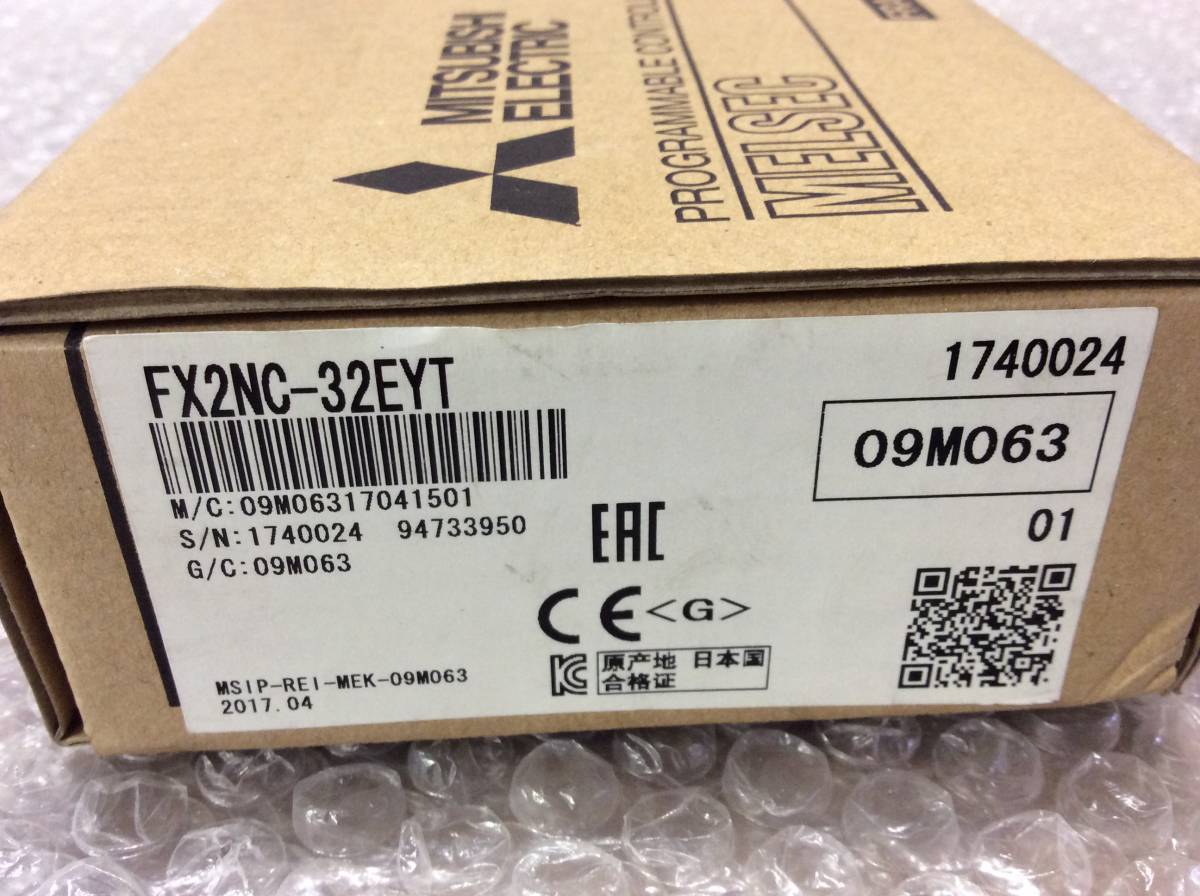 MITSUBISHI
ELECTRIC
PROGRAMMABLE CONTROLLER
MELSEC
FX2NC-32EYT
1740024
09M063
01
M/C:09M06317041501
S/N:1740024 94733950
G/C:09M063
EAC
CE <G>
原产地 日本国
合格证
MSIP-REI-MEK-09M063
2017.04